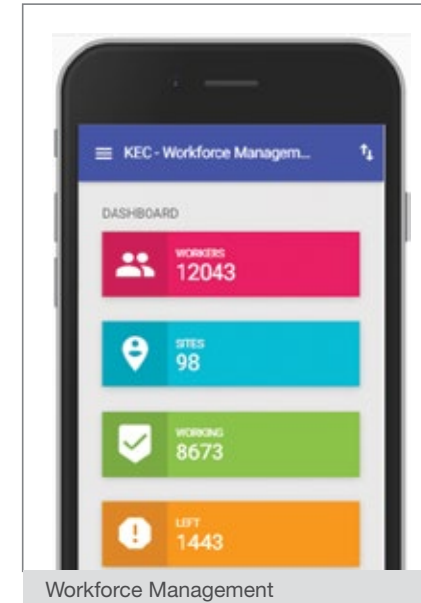 KEC - Workforce Managem...
DASHBOARD
WORKERS
12043
SITES
98
WORKING
8673
LEFT
1443
Workforce Management